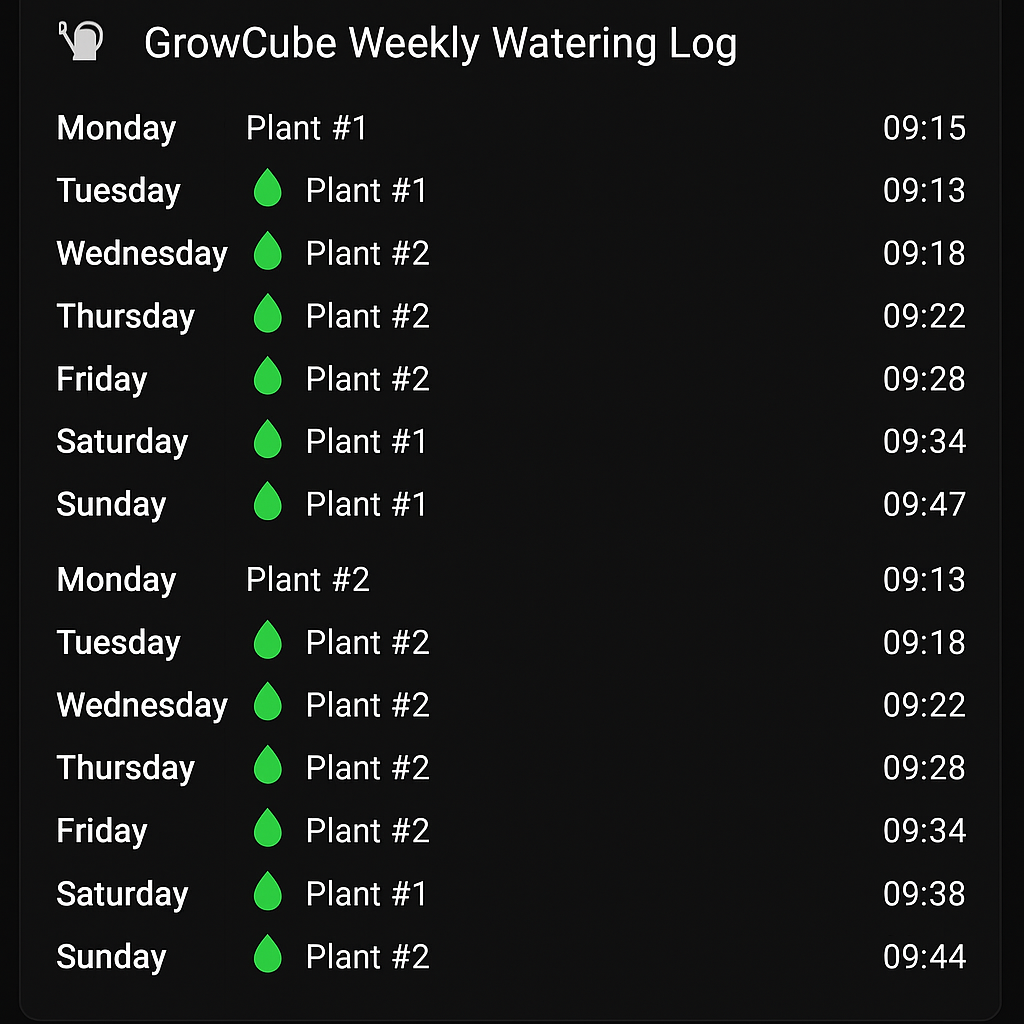 GrowCube Weekly Watering Log
Monday Plant #1 09:15
Tuesday Plant #1 09:13
Wednesday Plant #2 09:18
Thursday Plant #2 09:22
Friday Plant #2 09:28
Saturday Plant #1 09:34
Sunday Plant #1 09:47
Monday Plant #2 09:13
Tuesday Plant #2 09:18
Wednesday Plant #2 09:22
Thursday Plant #2 09:28
Friday Plant #2 09:34
Saturday Plant #1 09:38
Sunday Plant #2 09:44